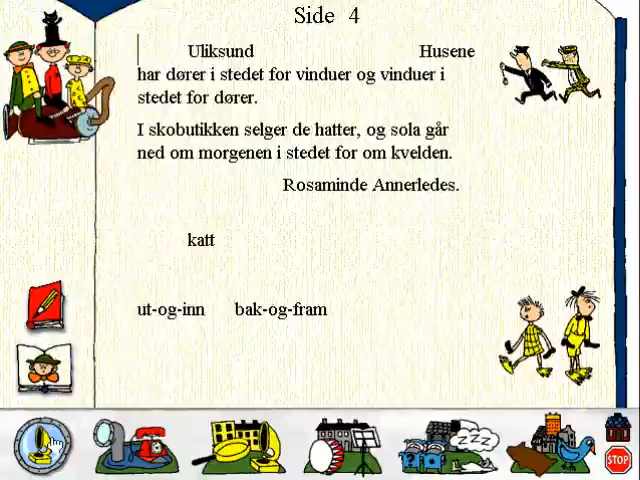 Side 4
Uliksund Husene
har dører i stedet for vinduer og vinduer i
stedet for dører.
I skobutikken selger de hatter, og sola går
ned om morgenen i stedet for om kvelden.
Rosaminde Annerledes.
katt
ut-og-inn bak-og-fram
ZZZ
STOP